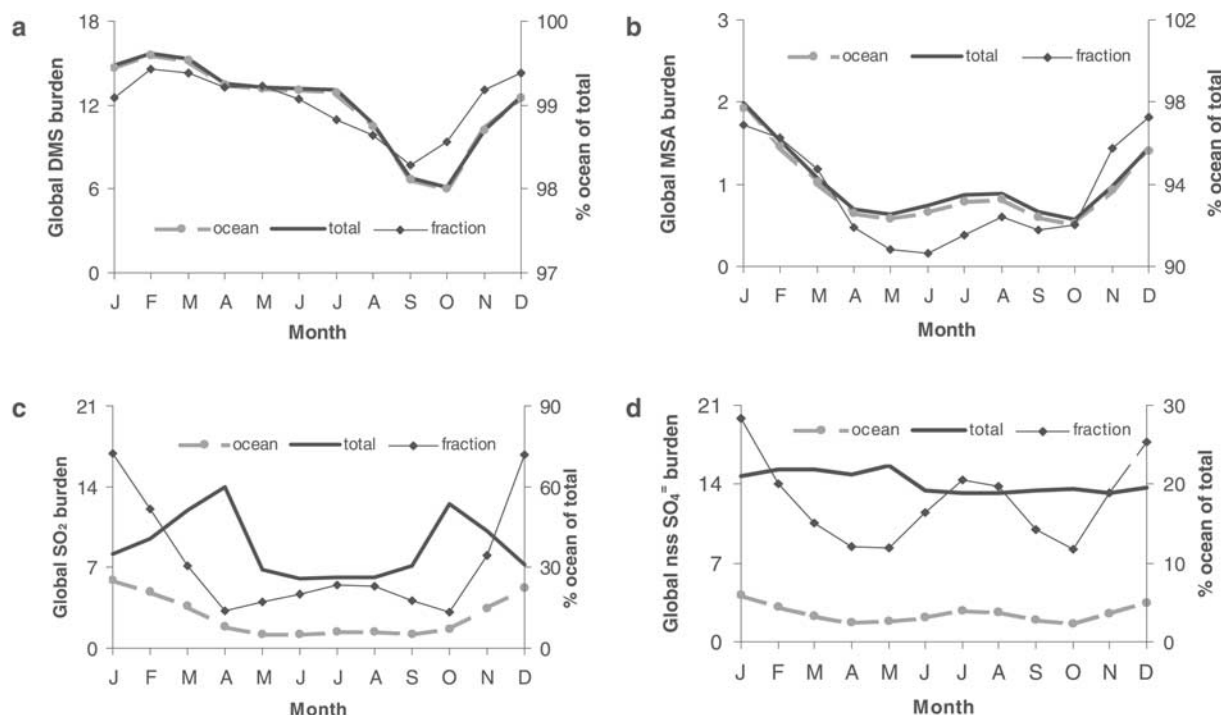 a
Global DMS burden
18
12
6
0
ocean total fraction
100
99
98
97
% ocean of total
J F M A M J J A S O N D
Month
b
Global MSA burden
3
2
1
0
ocean total fraction
102
98
94
90
% ocean of total
J F M A M J J A S O N D
Month
c
Global SO₂ burden
21
14
7
0
ocean total fraction
90
60
30
0
% ocean of total
J F M A M J J A S O N D
Month
d
Global nss SO₄⁼ burden
21
14
7
0
ocean total fraction
30
20
10
0
% ocean of total
J F M A M J J A S O N D
Month